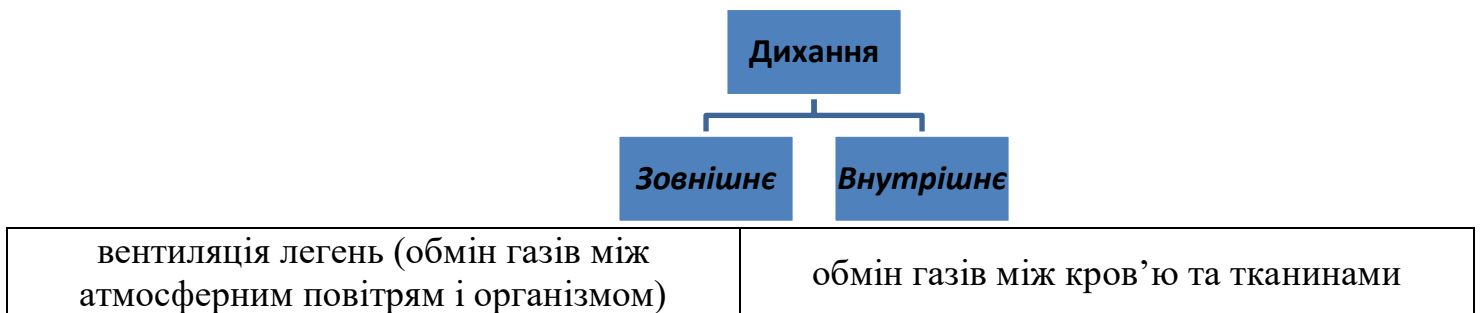 Дихання
Зовнішнє
Внутрішнє
вентиляція легень (обмін газів між
атмосферним повітрям і організмом)
обмін газів між кров’ю та тканинами